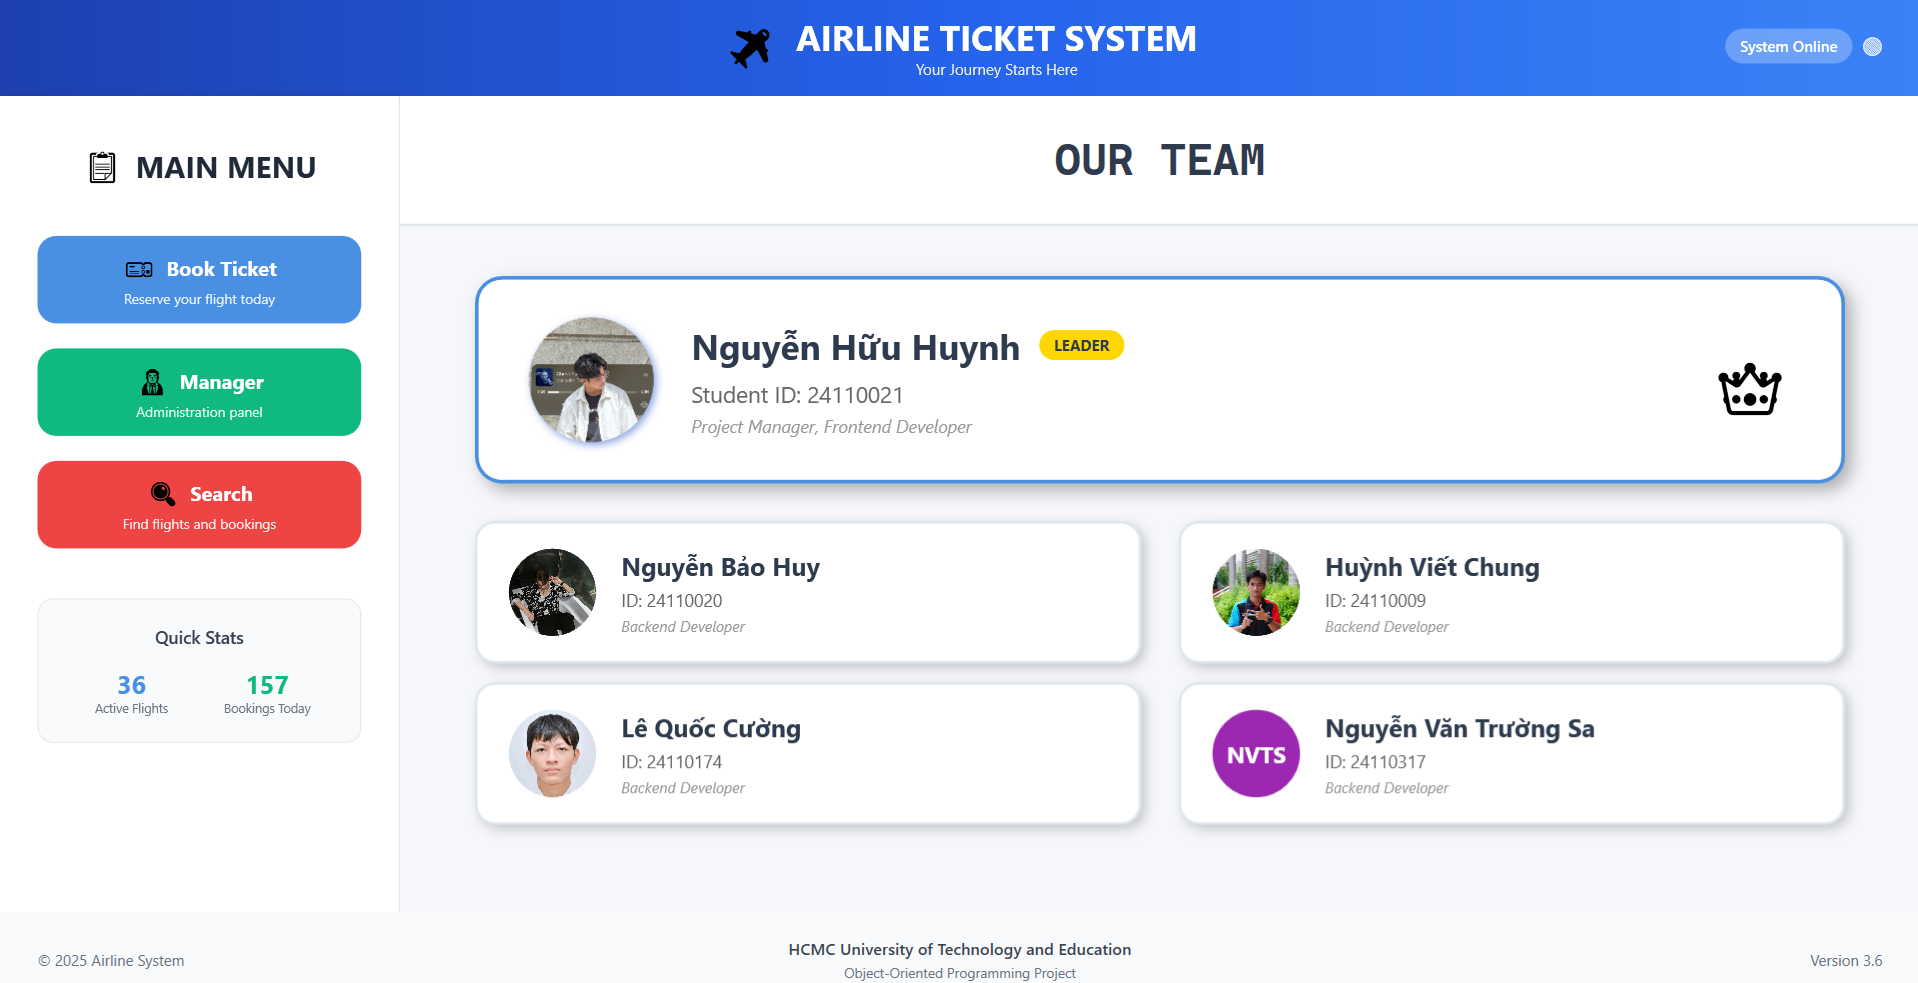 AIRLINE TICKET SYSTEM
Your Journey Starts Here
System Online
MAIN MENU
Book Ticket
Reserve your flight today
Manager
Administration panel
Search
Find flights and bookings
Quick Stats
36
Active Flights
157
Bookings Today
OUR TEAM
Nguyễn Hữu Huynh
LEADER
Student ID: 24110021
Project Manager, Frontend Developer
Nguyễn Bảo Huy
ID: 24110020
Backend Developer
Huỳnh Viết Chung
ID: 24110009
Backend Developer
Lê Quốc Cường
ID: 24110174
Backend Developer
NVTS
Nguyễn Văn Trường Sa
ID: 24110317
Backend Developer
© 2025 Airline System
HCMC University of Technology and Education
Object-Oriented Programming Project
Version 3.6